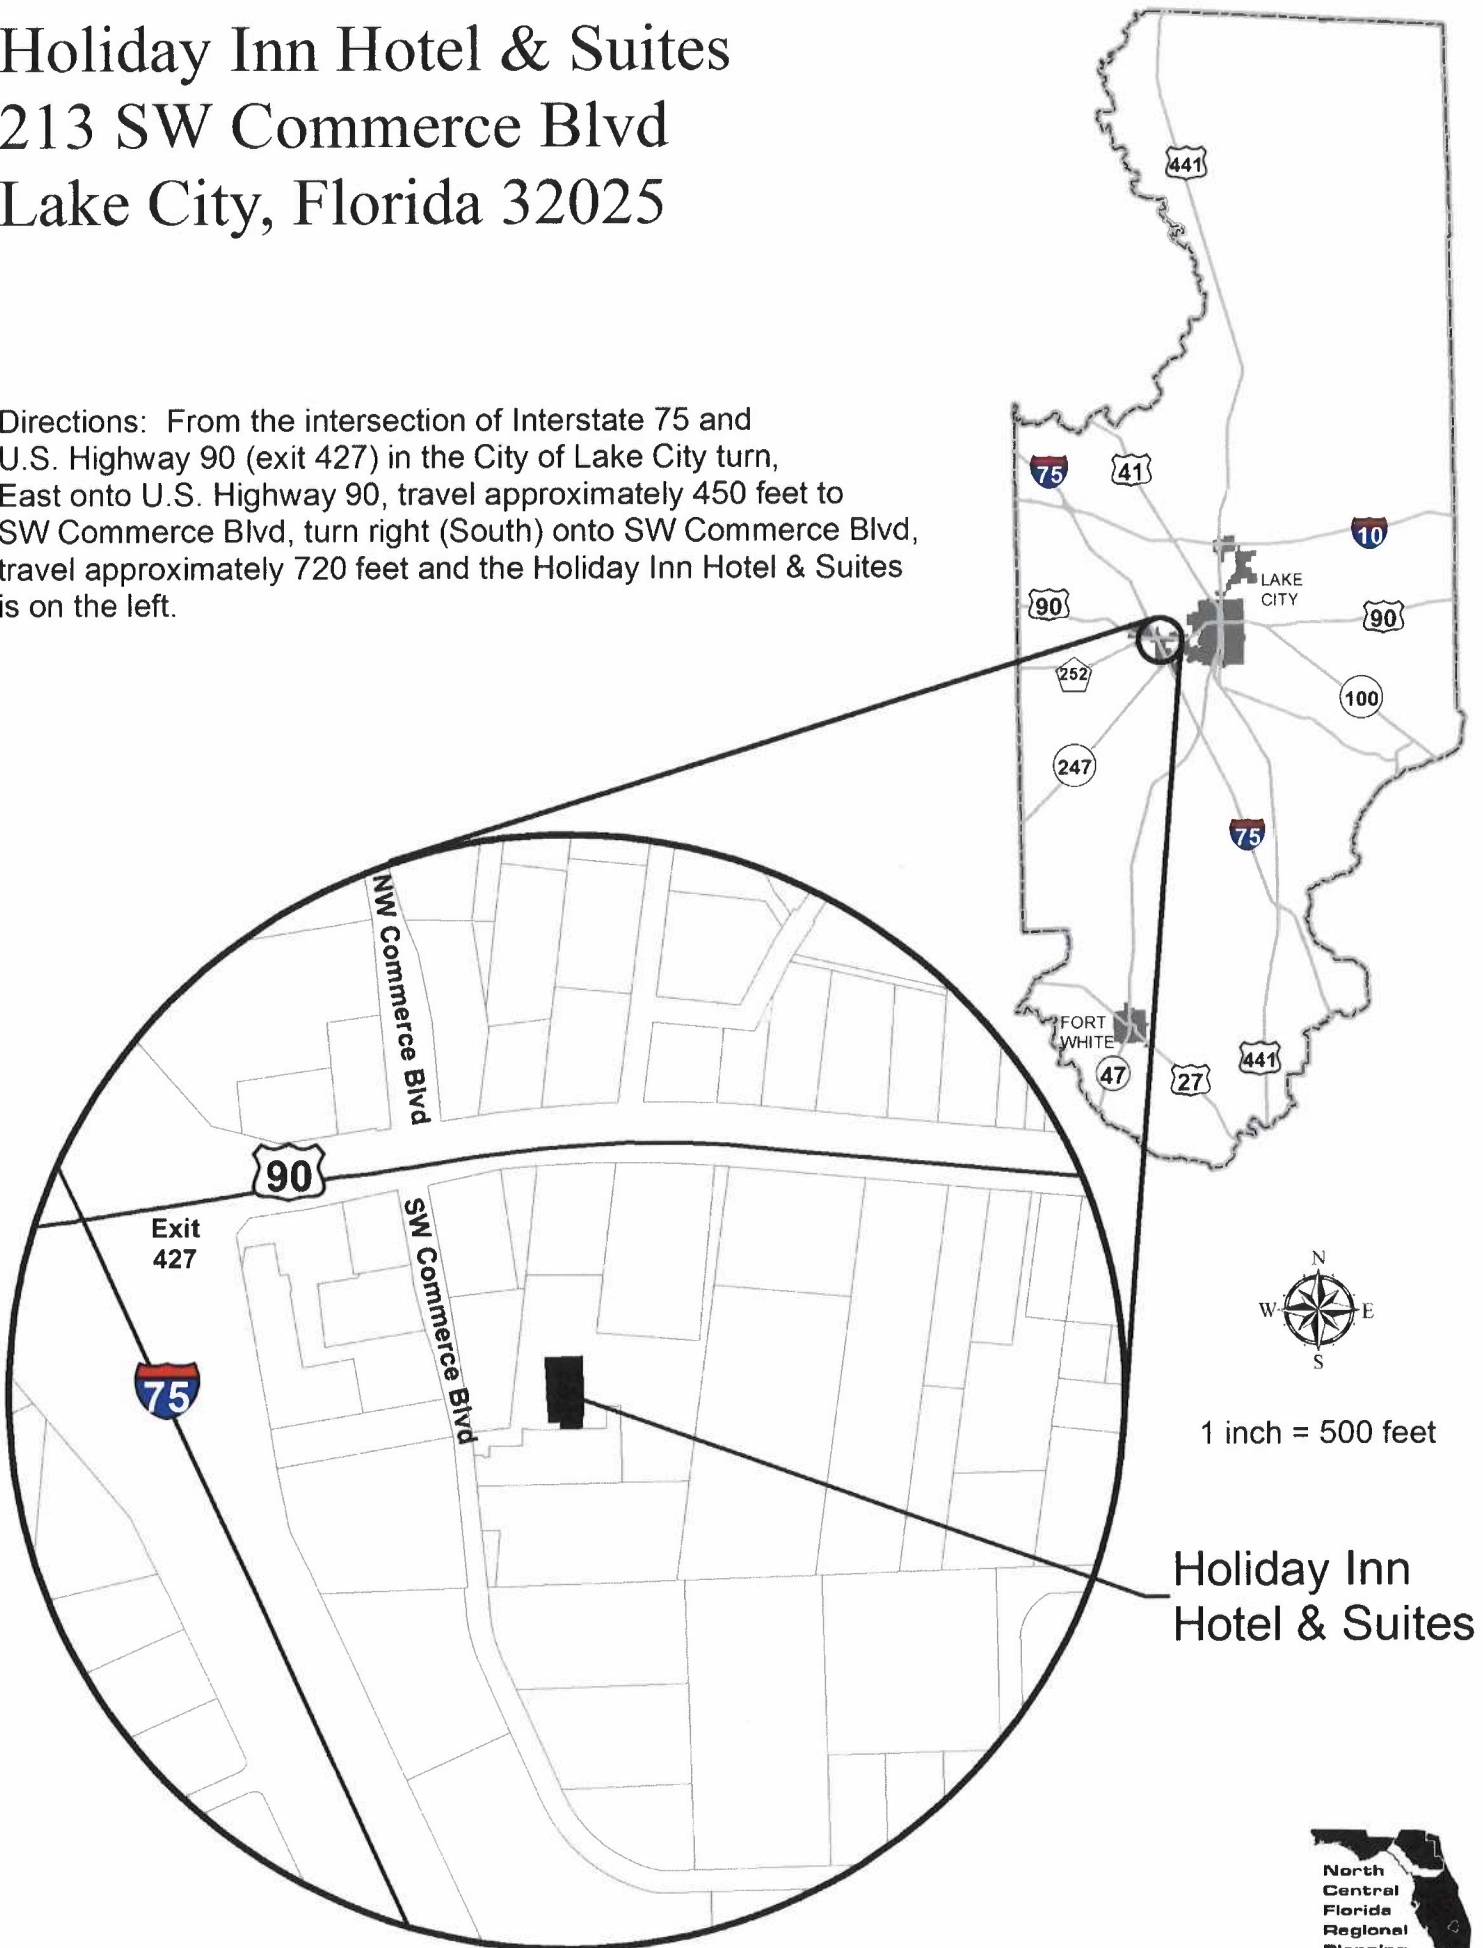 Holiday Inn Hotel & Suites
213 SW Commerce Blvd
Lake City, Florida 32025
Directions: From the intersection of Interstate 75 and
U.S. Highway 90 (exit 427) in the City of Lake City turn,
East onto U.S. Highway 90, travel approximately 450 feet to
SW Commerce Blvd, turn right (South) onto SW Commerce Blvd,
travel approximately 720 feet and the Holiday Inn Hotel & Suites
is on the left.
441
75
41
10
LAKE
CITY
90
90
252
100
247
75
FORT
WHITE
47
27
441
NW Commerce Blvd
90
Exit
427
SW Commerce Blvd
75
N
W
E
S
1 inch = 500 feet
Holiday Inn
Hotel & Suites
North
Central
Florida
Regional